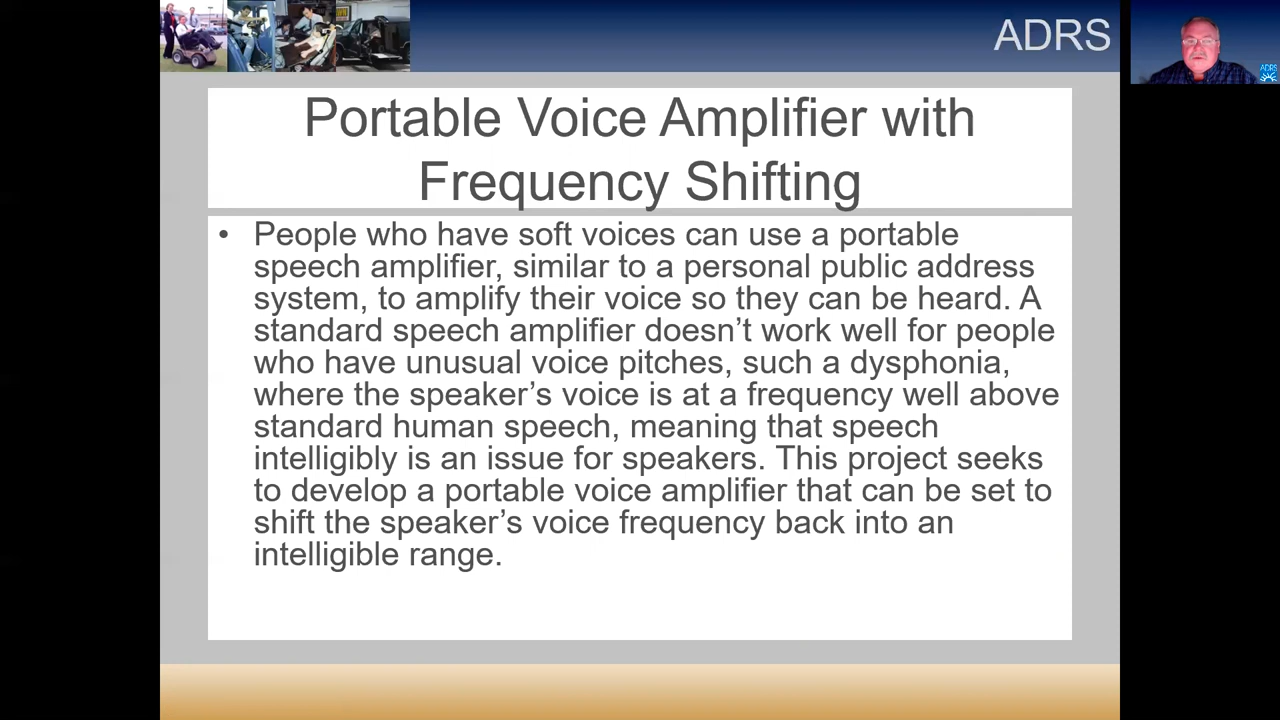 ADRS
ADRS
Portable Voice Amplifier with
Frequency Shifting
• People who have soft voices can use a portable
speech amplifier, similar to a personal public address
system, to amplify their voice so they can be heard. A
standard speech amplifier doesn’t work well for people
who have unusual voice pitches, such a dysphonia,
where the speaker’s voice is at a frequency well above
standard human speech, meaning that speech
intelligibly is an issue for speakers. This project seeks
to develop a portable voice amplifier that can be set to
shift the speaker’s voice frequency back into an
intelligible range.